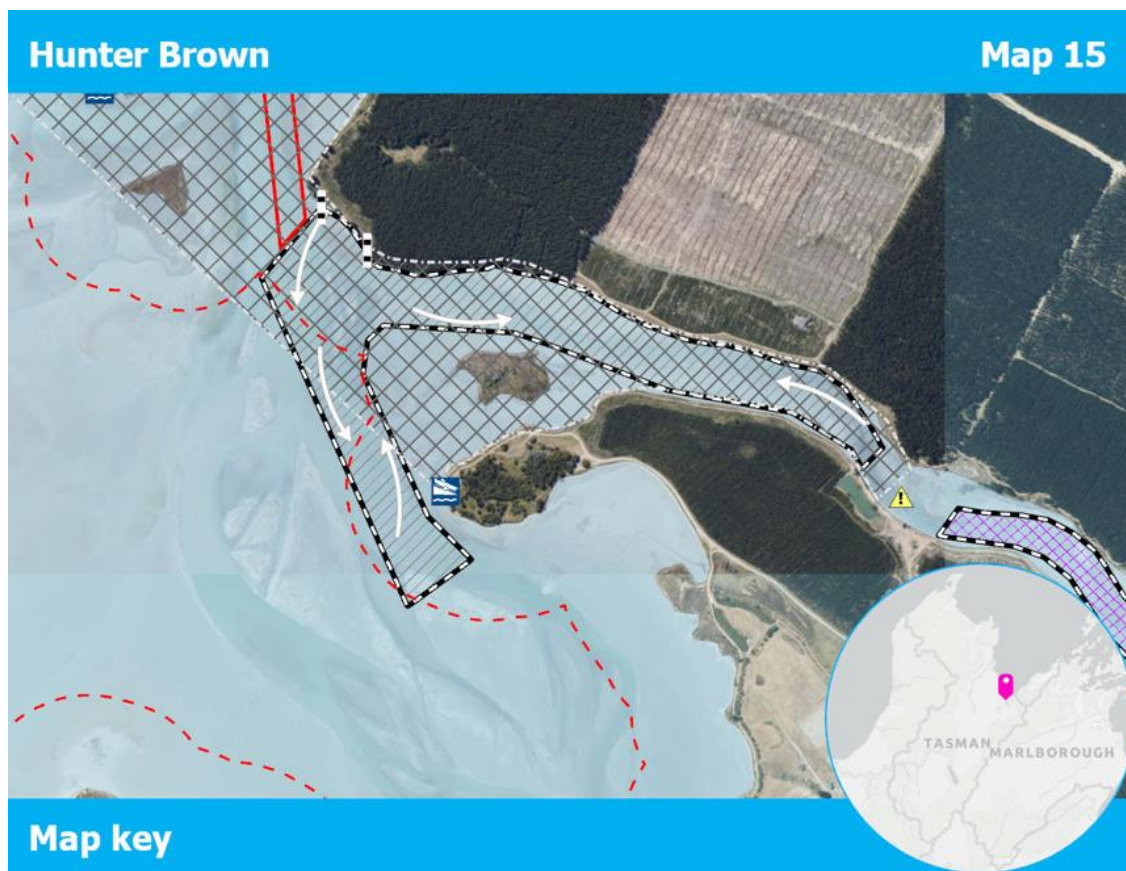 Hunter Brown
Map 15
!
TASMAN
MARLBOROUGH
Map key